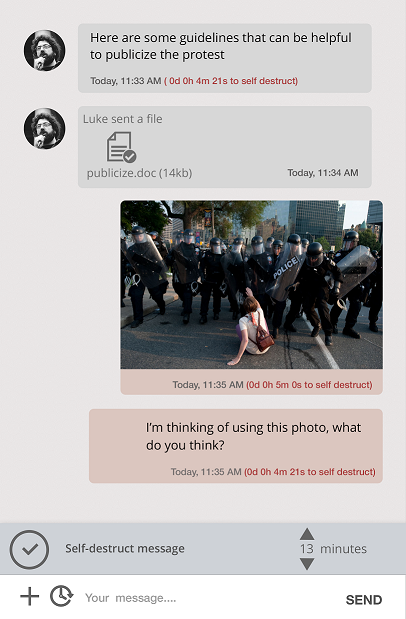 Here are some guidelines that can be helpful
to publicize the protest
Today, 11:33 AM ( 0d 0h 4m 21s to self destruct)
Luke sent a file
publicize.doc (14kb)
Today, 11:34 AM
POLICE
Today, 11:35 AM (0d 0h 5m 0s to self destruct)
I'm thinking of using this photo, what
do you think?
Today, 11:35 AM (0d 0h 4m 21s to self destruct)
Self-destruct message
13 minutes
Your message....
SEND